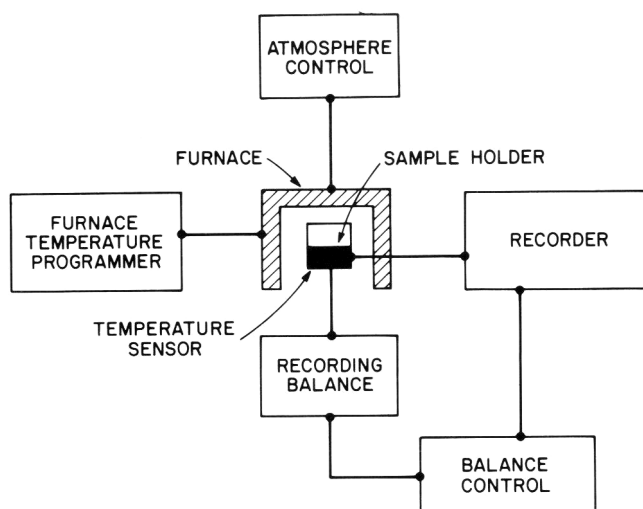 ATMOSPHERE
CONTROL
FURNACE
SAMPLE HOLDER
FURNACE
TEMPERATURE
PROGRAMMER
RECORDER
TEMPERATURE
SENSOR
RECORDING
BALANCE
BALANCE
CONTROL